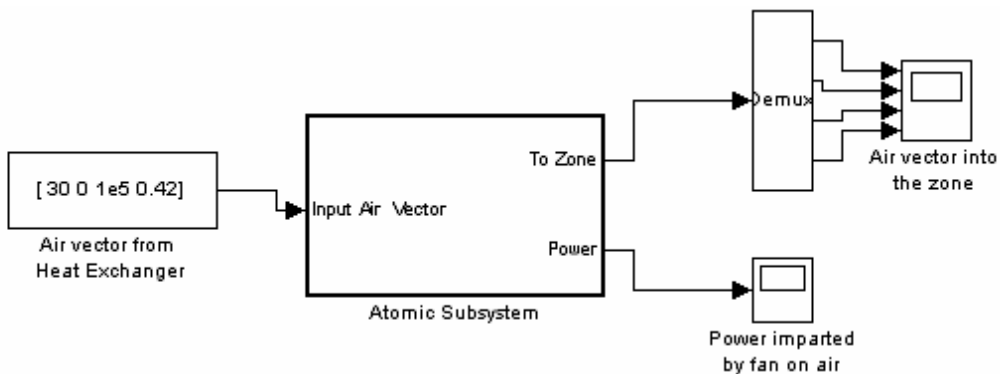 [ 30 0 1e5 0.42]
Air vector from
Heat Exchanger
Input Air Vector
To Zone
Power
Atomic Subsystem
Demux
Air vector into
the zone
Power imparted
by fan on air